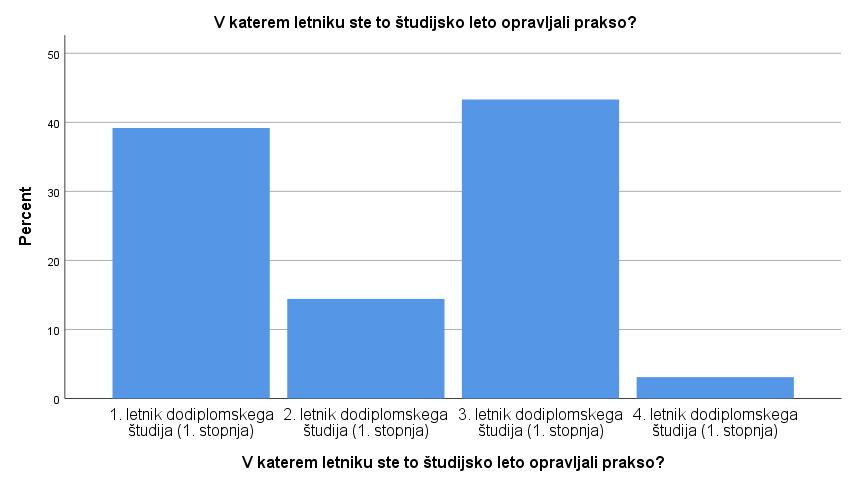 V katerem letniku ste to študijsko leto opravljali prakso?
50
40
30
20
10
0
Percent
1. letnik dodiplomskega študija (1. stopnja)
2. letnik dodiplomskega študija (1. stopnja)
3. letnik dodiplomskega študija (1. stopnja)
4. letnik dodiplomskega študija (1. stopnja)
V katerem letniku ste to študijsko leto opravljali prakso?